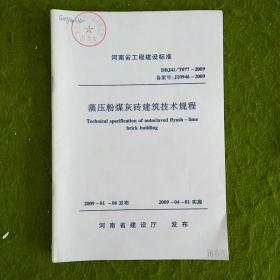 河南省工程建设标准
DBJ41/T077-2009
备案号:J10946-2009
蒸压粉煤灰砖建筑技术规程
Technical specification of autoclaved flyash-lime
brick building
2009-01-06 发布 2009-04-01 实施
河南省建设厅 发布